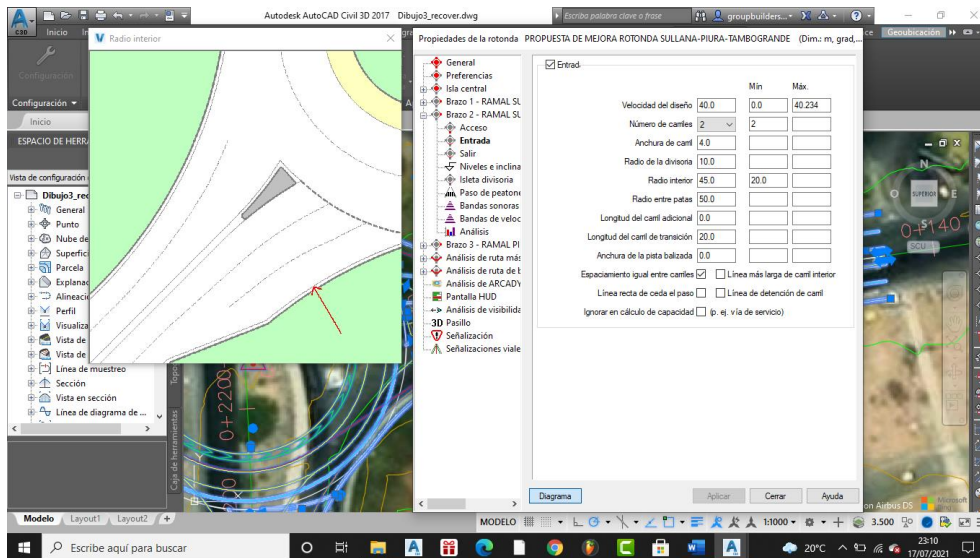 Autodesk AutoCAD Civil 3D 2017 Dibujo3_recover.dwg
Escriba palabra clave o frase
groupbuilders...
C3D
Inicio
Geoubicación
Configuración
Configuración
Inicio
ESPACIO DE HERRA
Vista de configuración
Dibujo3_rec
General
Punto
Nube de
Superfici
Parcela
Explanac
Alineació
Perfil
Visualiza
Vista de
Vista de
Línea de muestreo
Sección
Vista en sección
Línea de diagrama de ...
Radio interior
Propiedades de la rotonda PROPUESTA DE MEJORA ROTONDA SULLANA-PIURA-TAMBOGRANDE (Dim.: m, grad,...
General
Preferencias
Isla central
Brazo 1 - RAMAL SU
Brazo 2 - RAMAL SU
Acceso
Entrada
Salir
Niveles e inclina
Isleta divisoria
Paso de peatone
Bandas sonoras
Bandas de veloc
Análisis
Brazo 3 - RAMAL PI
Análisis de ruta más
Análisis de ruta de b
Análisis de ARCADY
Pantalla HUD
Análisis de visibilida
3D Pasillo
Señalización
Señalizaciones viale
Entrad
Mín Máx.
Velocidad del diseño 40.0 0.0 40.234
Número de carriles 2 2
Anchura de carril 4.0
Radio de la divisoria 10.0
Radio interior 45.0 20.0
Radio entre patas 50.0
Longitud del carril adicional 0.0
Longitud del carril de transición 20.0
Anchura de la pista balizada 0.0
Espaciamiento igual entre carriles Línea más larga de carril interior
Línea recta de ceda el paso Línea de detención de carril
Ignorar en cálculo de capacidad (p. ej. vía de servicio)
Diagrama Aplicar Cerrar Ayuda
N
O
SUPERIOR
E
SCU
0+140
0+220
Caja de herramientas
on Airbus DS Microsoft
Modelo Layout1 Layout2 +
MODELO 1:1000 3.500
Escribe aquí para buscar
20°C
23:10
17/07/2021